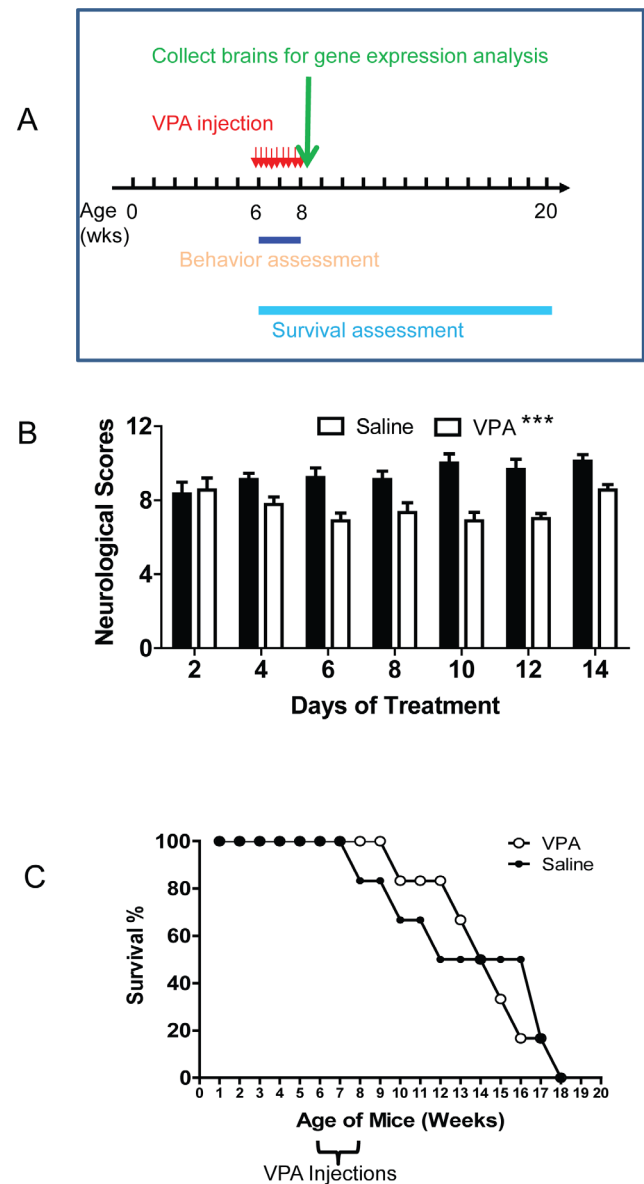 A
Collect brains for gene expression analysis
VPA injection
Age 0 6 8 20
(wks)
Behavior assessment
Survival assessment
B
Neurological Scores
12
8
4
0
Saline VPA ***
2 4 6 8 10 12 14
Days of Treatment
C
Survival %
100
80
60
40
20
0
VPA
Saline
0 1 2 3 4 5 6 7 8 9 10 11 12 13 14 15 16 17 18 19 20
Age of Mice (Weeks)
VPA Injections